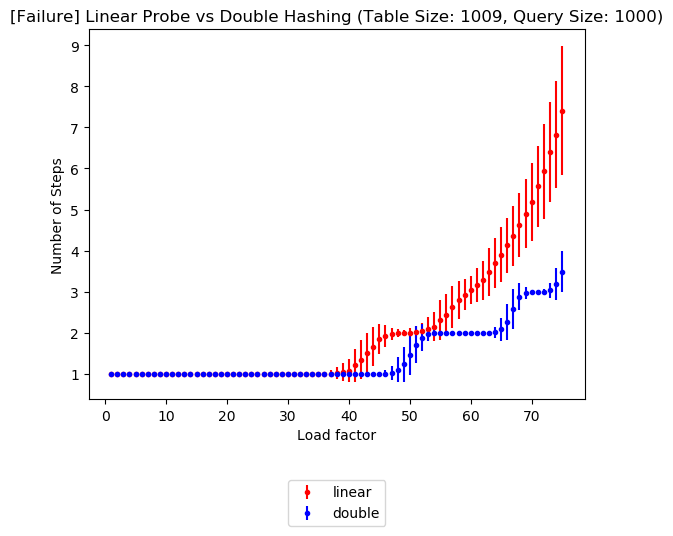 [Failure] Linear Probe vs Double Hashing (Table Size: 1009, Query Size: 1000)
9
8
7
6
5
4
3
2
1
Number of Steps
0 10 20 30 40 50 60 70
Load factor
linear
double